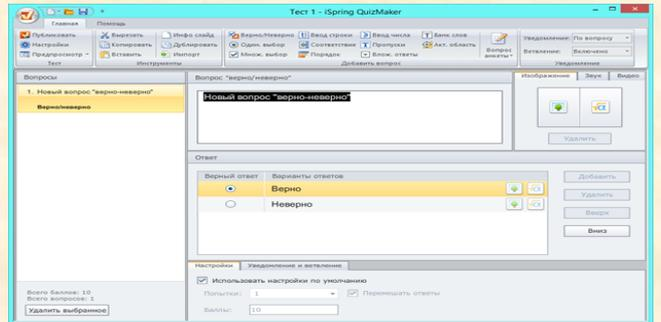 Тест 1 - iSpring QuizMaker
Главная Помощь
Публиковать Вырезать Инфо слайд Верно/Неверно Ввод строки Ввод числа Банк слов Уведомление: По вопросу
Настройки Копировать Дублировать Один. выбор Соответствие Пропуски Акт. область Вопрос анкеты Ветвление: Включено
Предпросмотр Вставить Импорт Множ. выбор Порядок Влож. ответы
Тест Инструменты Добавить вопрос Уведомление
Вопросы
1. Новый вопрос "верно-неверно"
Верно/неверно
Всего баллов: 10
Всего вопросов: 1
Удалить выбранное
Вопрос "верно/неверно"
Новый вопрос "верно-неверно"
Изображение Звук Видео
Удалить
Ответ
Верный ответ Варианты ответов
Верно
Неверно
Добавить
Удалить
Вверх
Вниз
Настройки Уведомление и ветвление
Использовать настройки по умолчанию
Попытки: 1 Перемешать ответы
Баллы: 10